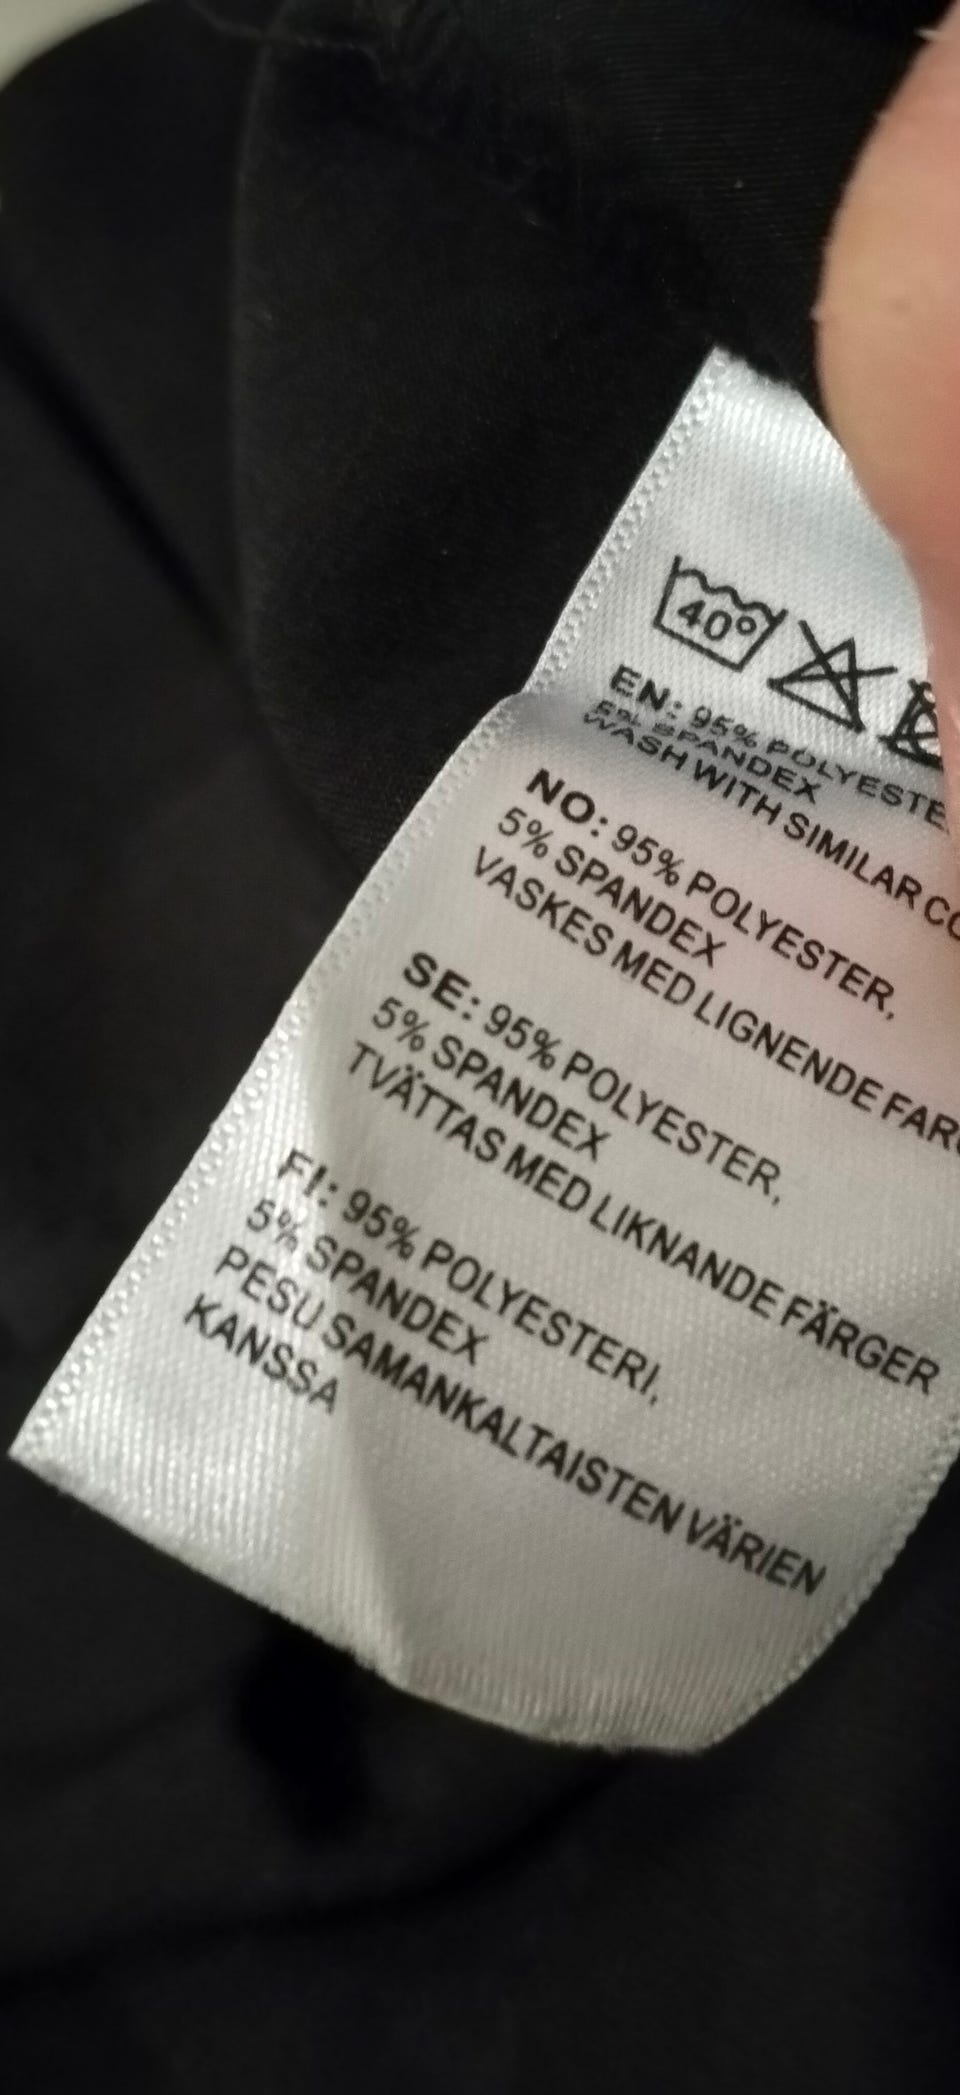 40°
EN: 95% POLYESTE
5% SPANDEX
WASH WITH SIMILAR CO
NO: 95% POLYESTER,
5% SPANDEX
VASKES MED LIGNENDE FARG
SE: 95% POLYESTER,
5% SPANDEX
TVÄTTAS MED LIKNANDE FÄRGER
FI: 95% POLYESTERI,
5% SPANDEX
PESU SAMANKALTAISTEN VÄRIEN
KANSSA